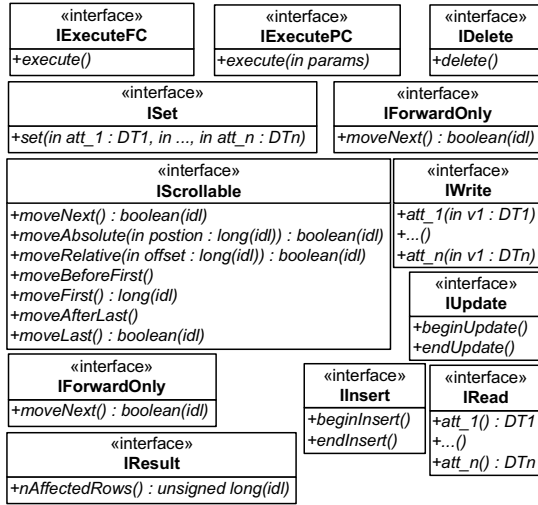 «interface»
IExecuteFC
+execute()
«interface»
IExecutePC
+execute(in params)
«interface»
IDelete
+delete()
«interface»
ISet
+set(in att_1 : DT1, in ..., in att_n : DTn)
«interface»
IForwardOnly
+moveNext() : boolean(idl)
«interface»
IScrollable
+moveNext() : boolean(idl)
+moveAbsolute(in postion : long(idl)) : boolean(idl)
+moveRelative(in offset : long(idl)) : boolean(idl)
+moveBeforeFirst()
+moveFirst() : long(idl)
+moveAfterLast()
+moveLast() : boolean(idl)
«interface»
IWrite
+att_1(in v1 : DT1)
+...()
+att_n(in v1 : DTn)
«interface»
IUpdate
+beginUpdate()
+endUpdate()
«interface»
IForwardOnly
+moveNext() : boolean(idl)
«interface»
IInsert
+beginInsert()
+endInsert()
«interface»
IRead
+att_1() : DT1
+...()
+att_n() : DTn
«interface»
IResult
+nAffectedRows() : unsigned long(idl)